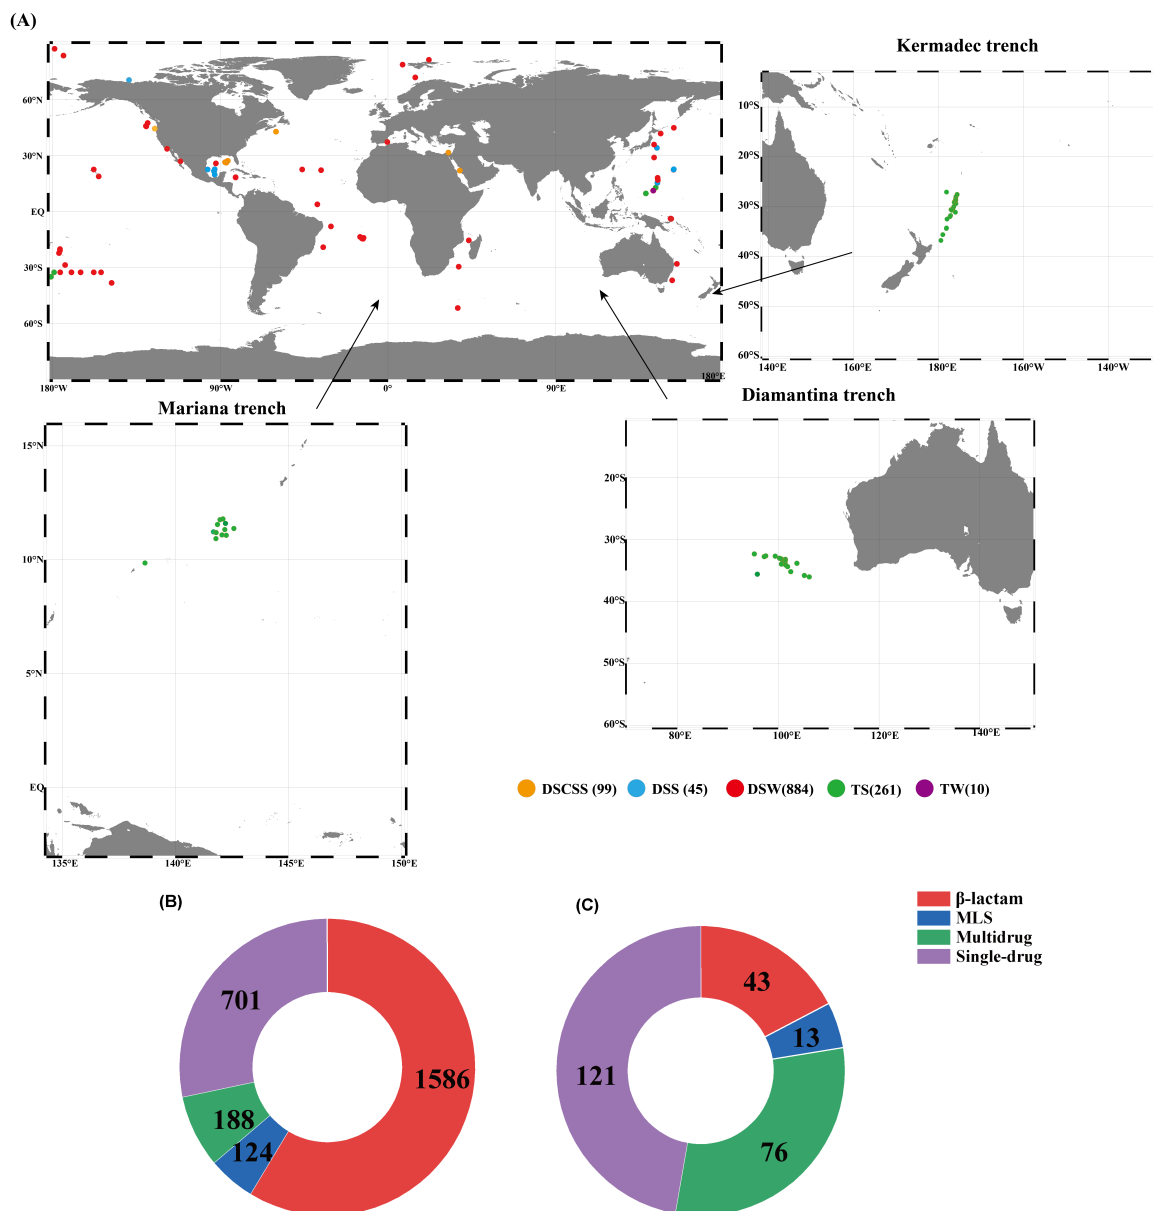 (A)
60°N
30°N
EQ
30°S
60°S
180°W
90°W
0°
90°E
180°E
Kermadec trench
10°S
20°S
30°S
40°S
50°S
60°S
140°E
160°E
180°E
160°W
140°W
Mariana trench
15°N
10°N
5°N
EQ
135°E
140°E
145°E
150°E
Diamantina trench
20°S
30°S
40°S
50°S
60°S
80°E
100°E
120°E
140°E
DSCSS (99)
DSS (45)
DSW(884)
TS(261)
TW(10)
(B)
701
1586
188
124
(C)
43
13
121
76
β-lactam
MLS
Multidrug
Single-drug